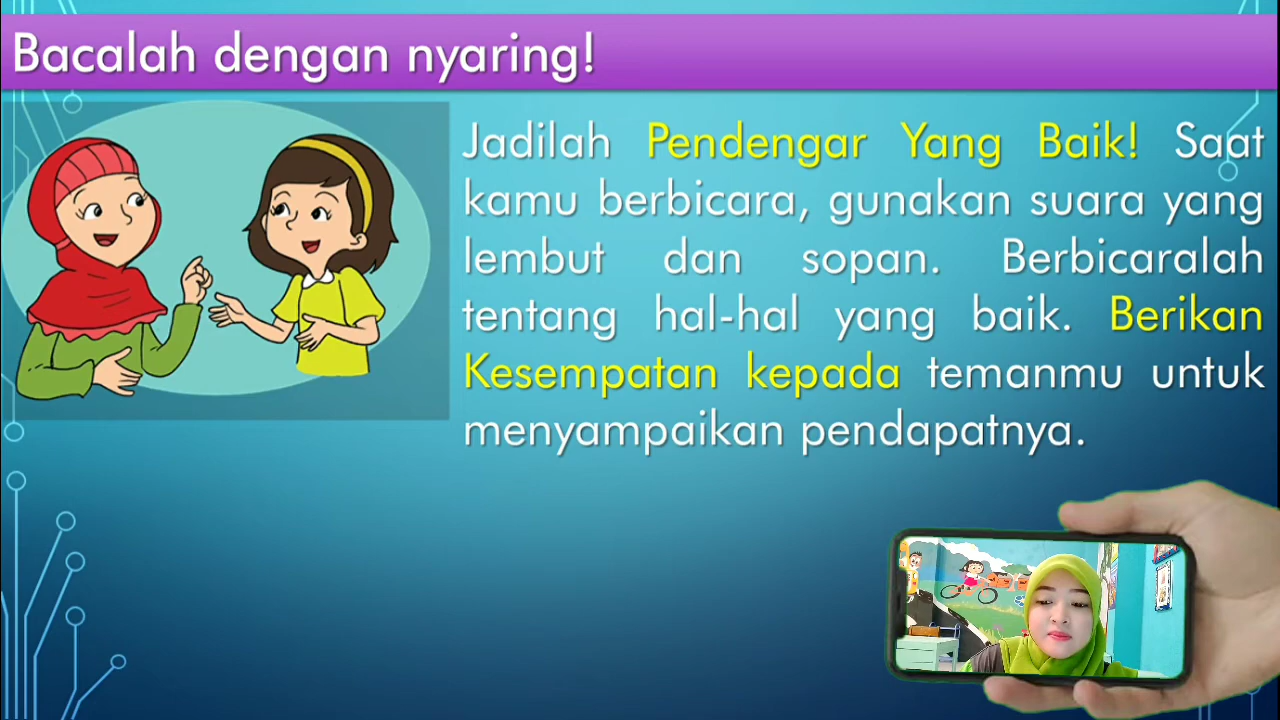 Bacalah dengan nyaring!
Jadilah Pendengar Yang Baik! Saat
kamu berbicara, gunakan suara yang
lembut dan sopan. Berbicaralah
tentang hal-hal yang baik. Berikan
Kesempatan kepada temanmu untuk
menyampaikan pendapatnya.